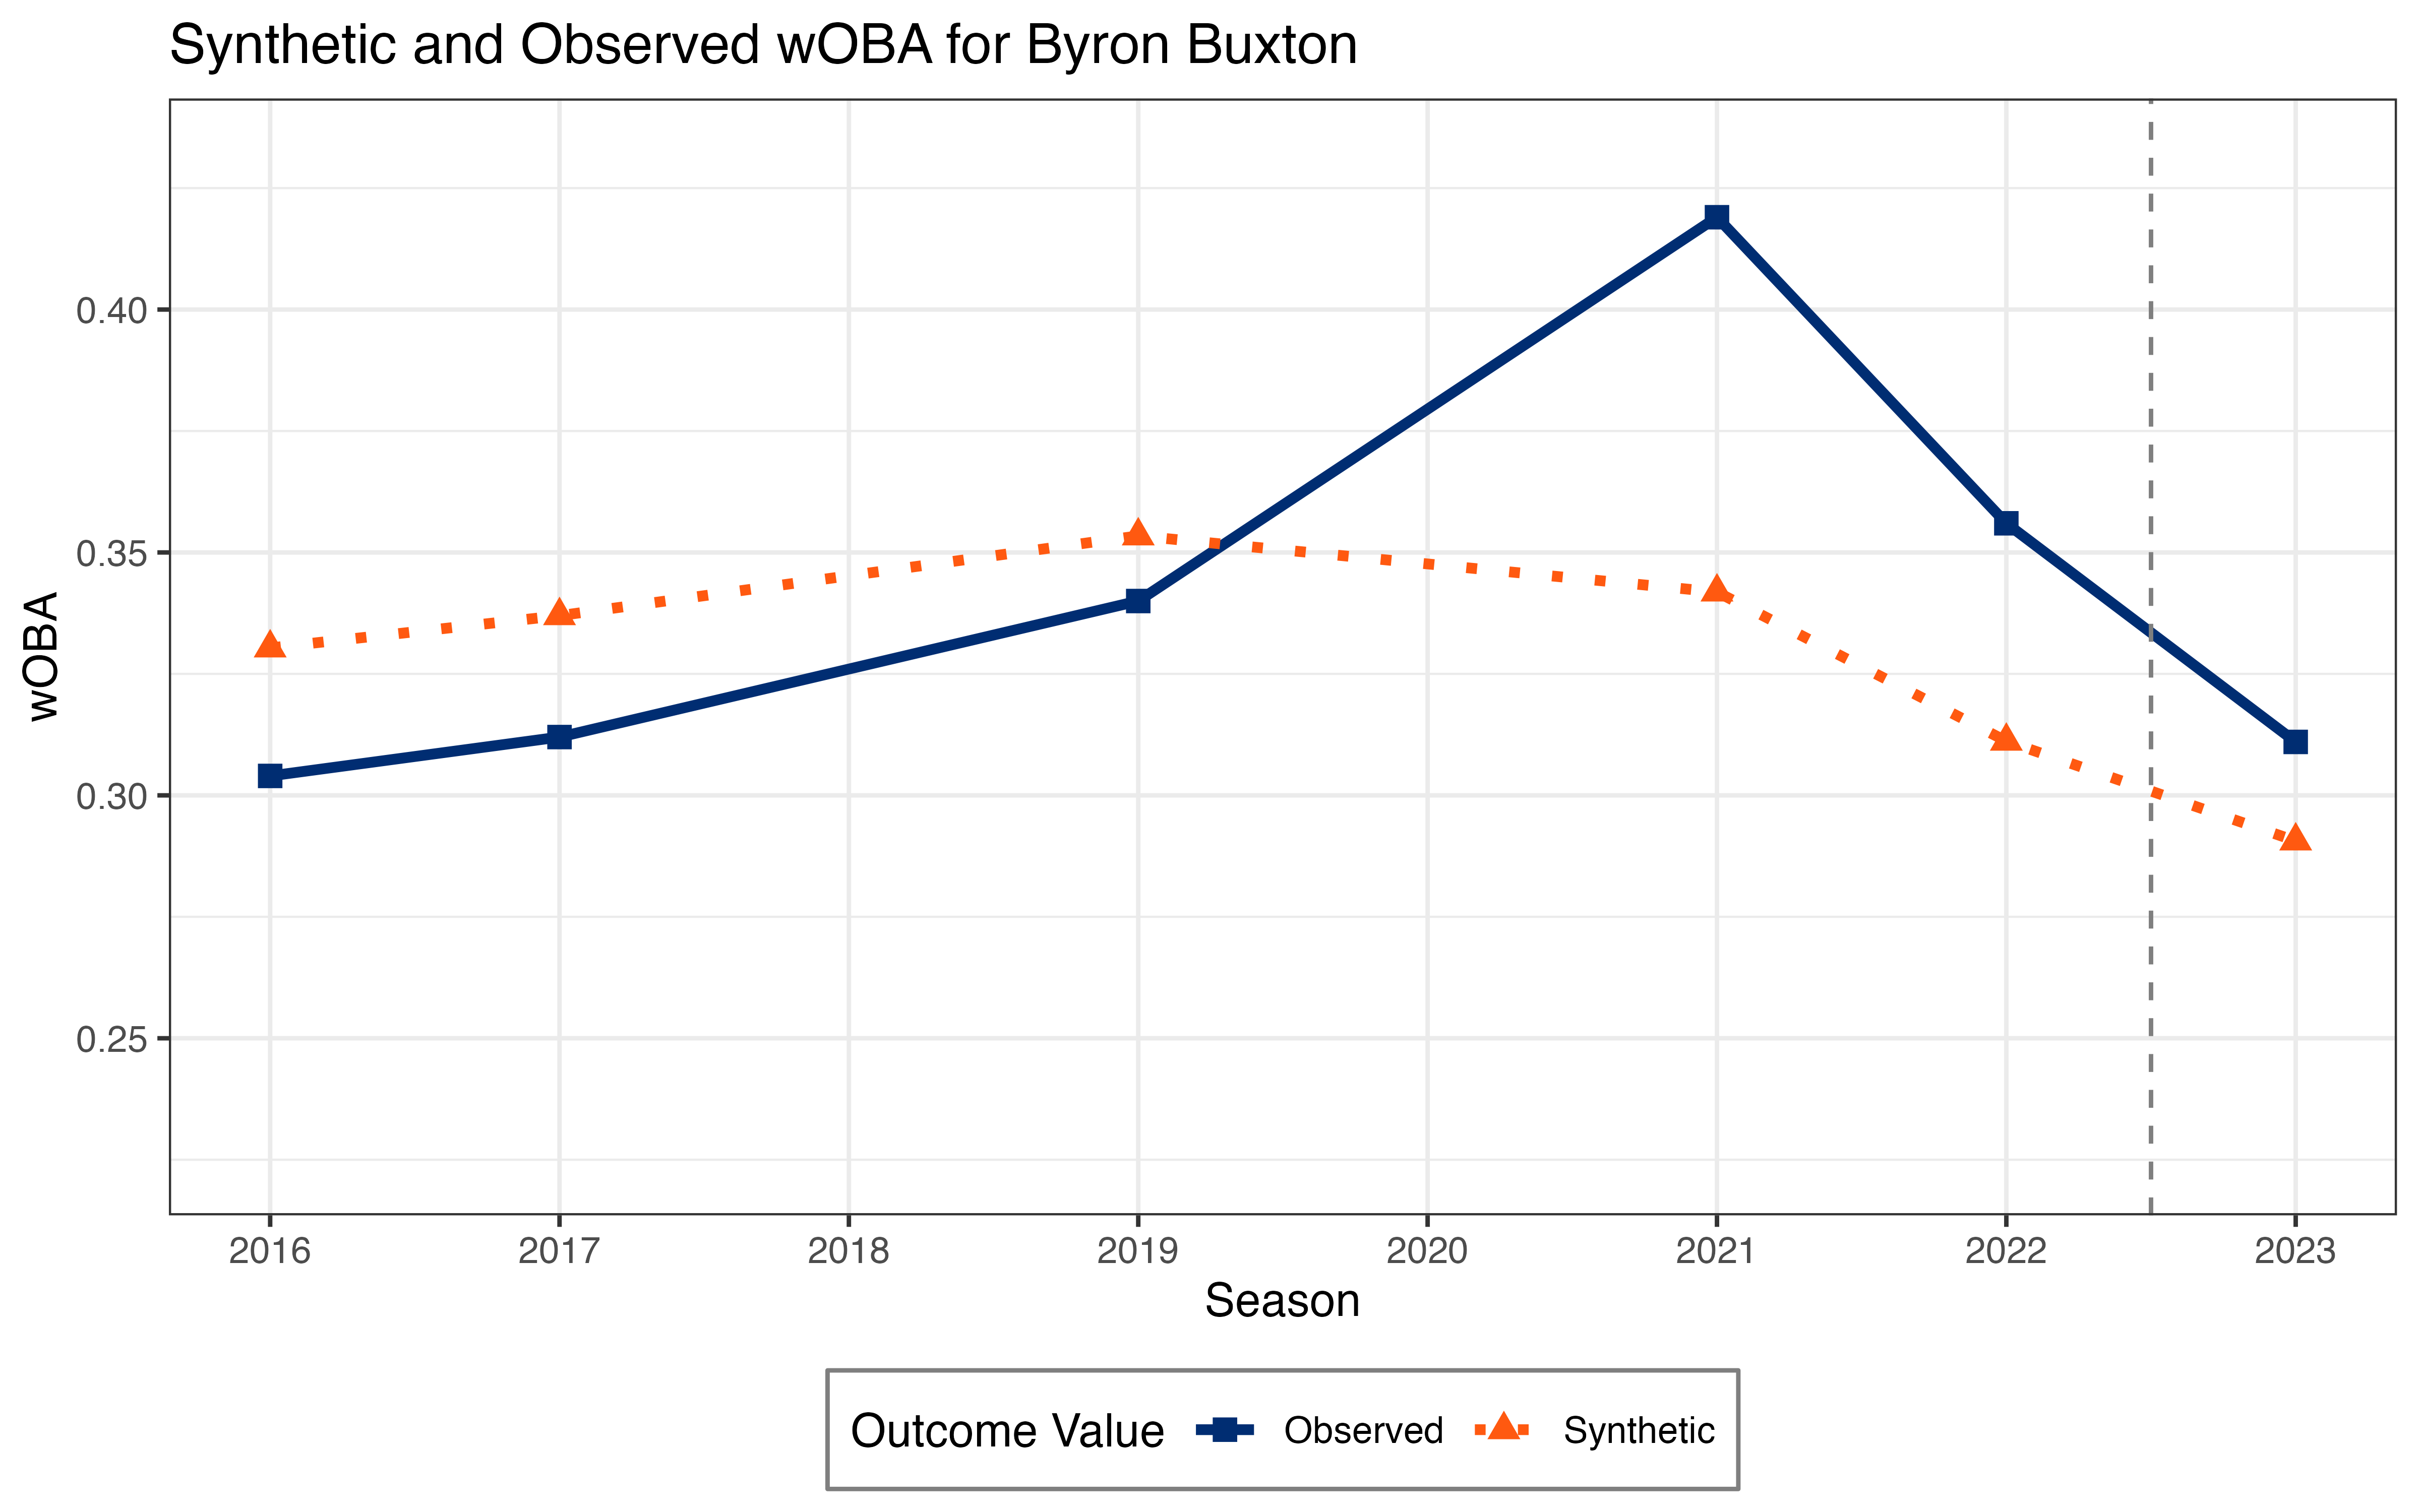 Synthetic and Observed wOBA for Byron Buxton
wOBA
0.40
0.35
0.30
0.25
2016 2017 2018 2019 2020 2021 2022 2023
Season
Outcome Value Observed Synthetic